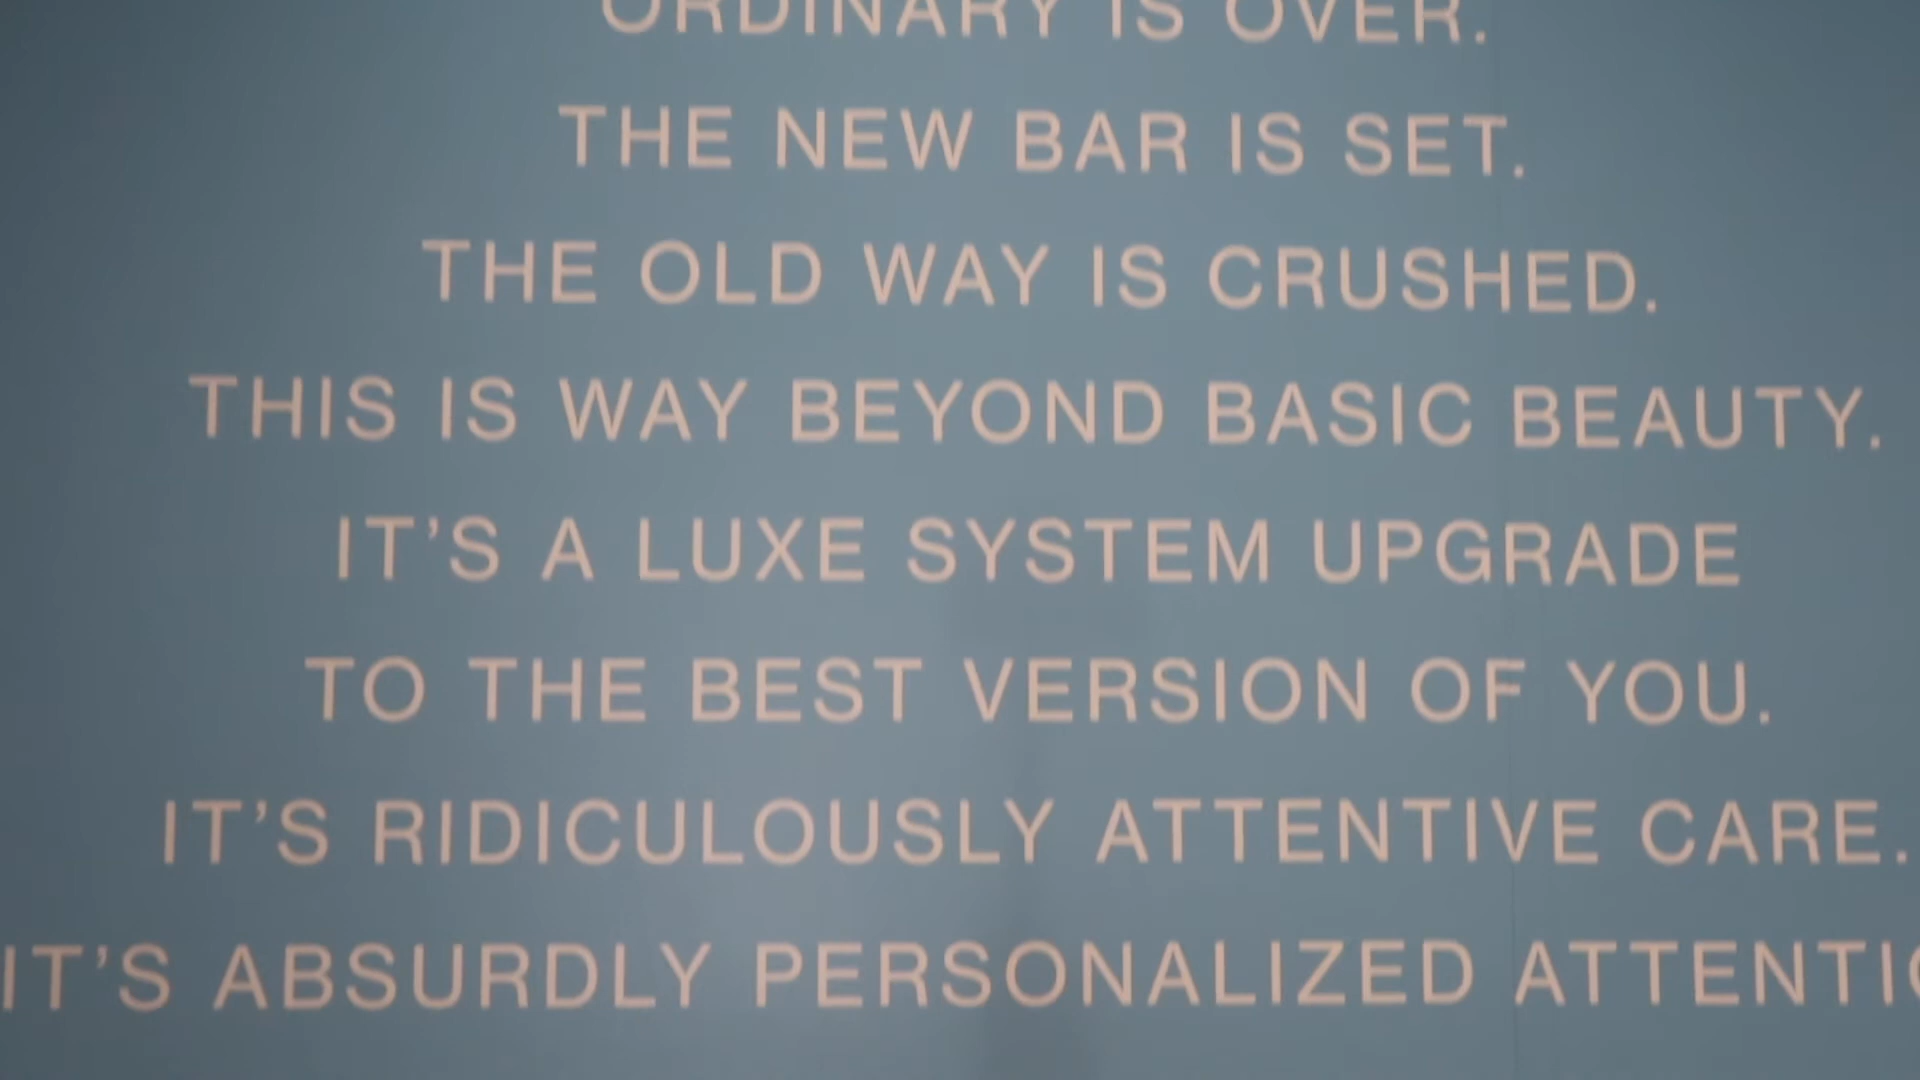 ORDINARY IS OVER.
THE NEW BAR IS SET.
THE OLD WAY IS CRUSHED.
THIS IS WAY BEYOND BASIC BEAUTY.
IT’S A LUXE SYSTEM UPGRADE
TO THE BEST VERSION OF YOU.
IT’S RIDICULOUSLY ATTENTIVE CARE.
IT’S ABSURDLY PERSONALIZED